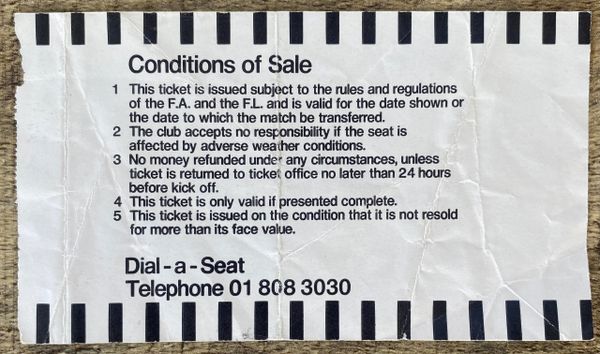 Conditions of Sale
1 This ticket is issued subject to the rules and regulations
of the F.A. and the F.L. and is valid for the date shown or
the date to which the match be transferred.
2 The club accepts no responsibility if the seat is
affected by adverse weather conditions.
3 No money refunded under any circumstances, unless
ticket is returned to ticket office no later than 24 hours
before kick off.
4 This ticket is only valid if presented complete.
5 This ticket is issued on the condition that it is not resold
for more than its face value.
Dial-a-Seat
Telephone 01 808 3030